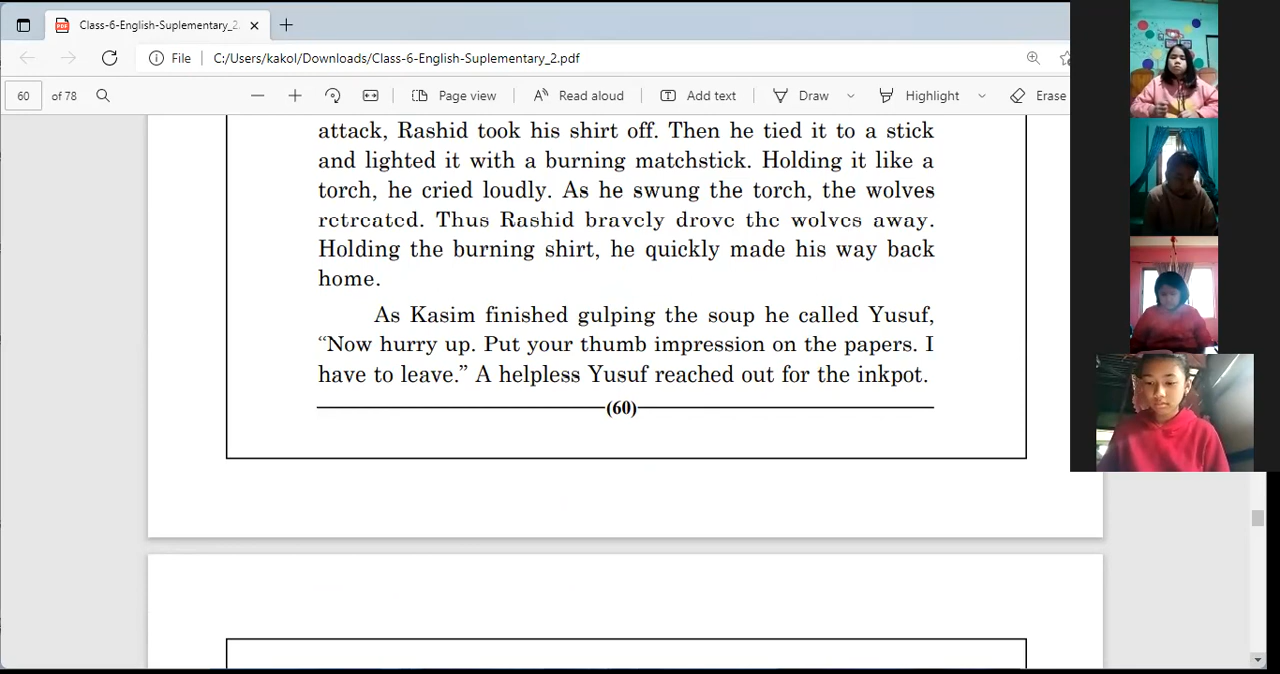 Class-6-English-Suplementary_2.
File C:/Users/kakol/Downloads/Class-6-English-Suplementary_2.pdf
60 of 78 Page view Read aloud Add text Draw Highlight Erase
attack, Rashid took his shirt off. Then he tied it to a stick
and lighted it with a burning matchstick. Holding it like a
torch, he cried loudly. As he swung the torch, the wolves
retreated. Thus Rashid bravely drove the wolves away.
Holding the burning shirt, he quickly made his way back
home.
As Kasim finished gulping the soup he called Yusuf,
“Now hurry up. Put your thumb impression on the papers. I
have to leave.” A helpless Yusuf reached out for the inkpot.
(60)